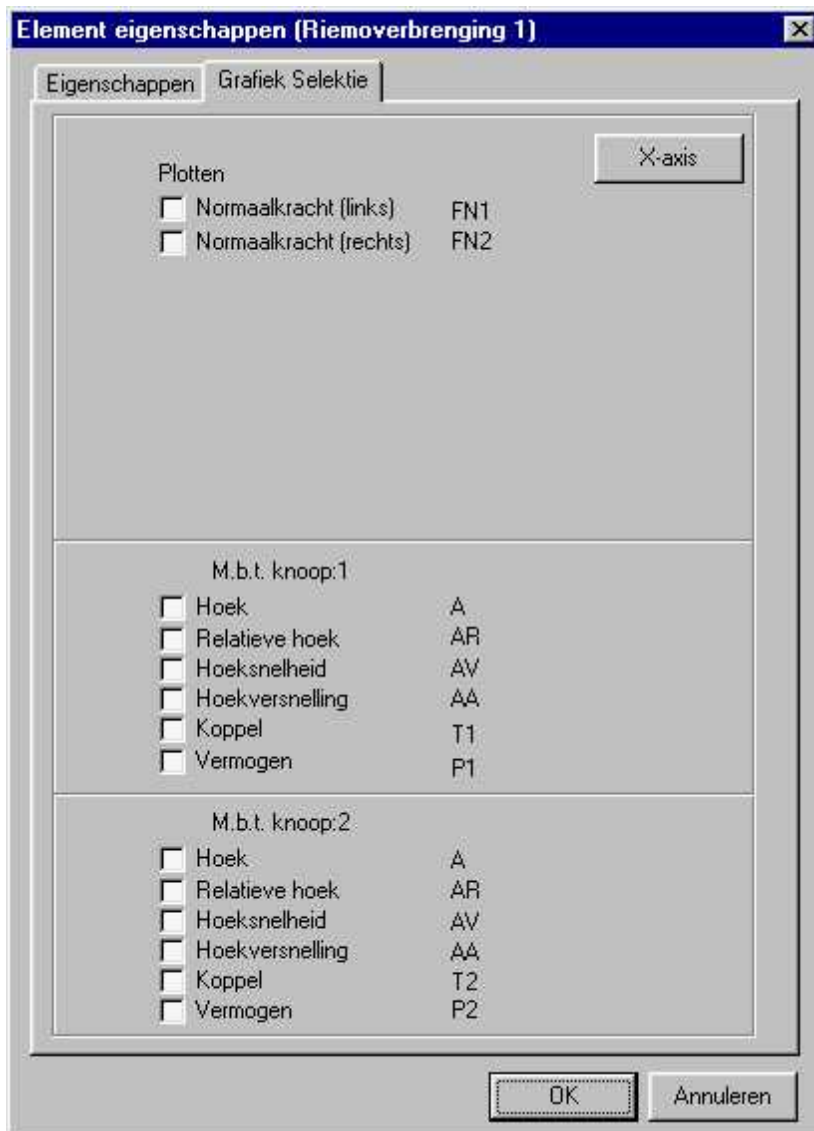 Element eigenschappen (Riemoverbrenging 1)
Eigenschappen Grafiek Selektie
X-axis
Plotten
Normaalkracht (links) FN1
Normaalkracht (rechts) FN2
M.b.t. knoop:1
Hoek A
Relatieve hoek AR
Hoeksnelheid AV
Hoekversnelling AA
Koppel T1
Vermogen P1
M.b.t. knoop:2
Hoek A
Relatieve hoek AR
Hoeksnelheid AV
Hoekversnelling AA
Koppel T2
Vermogen P2
OK Annuleren